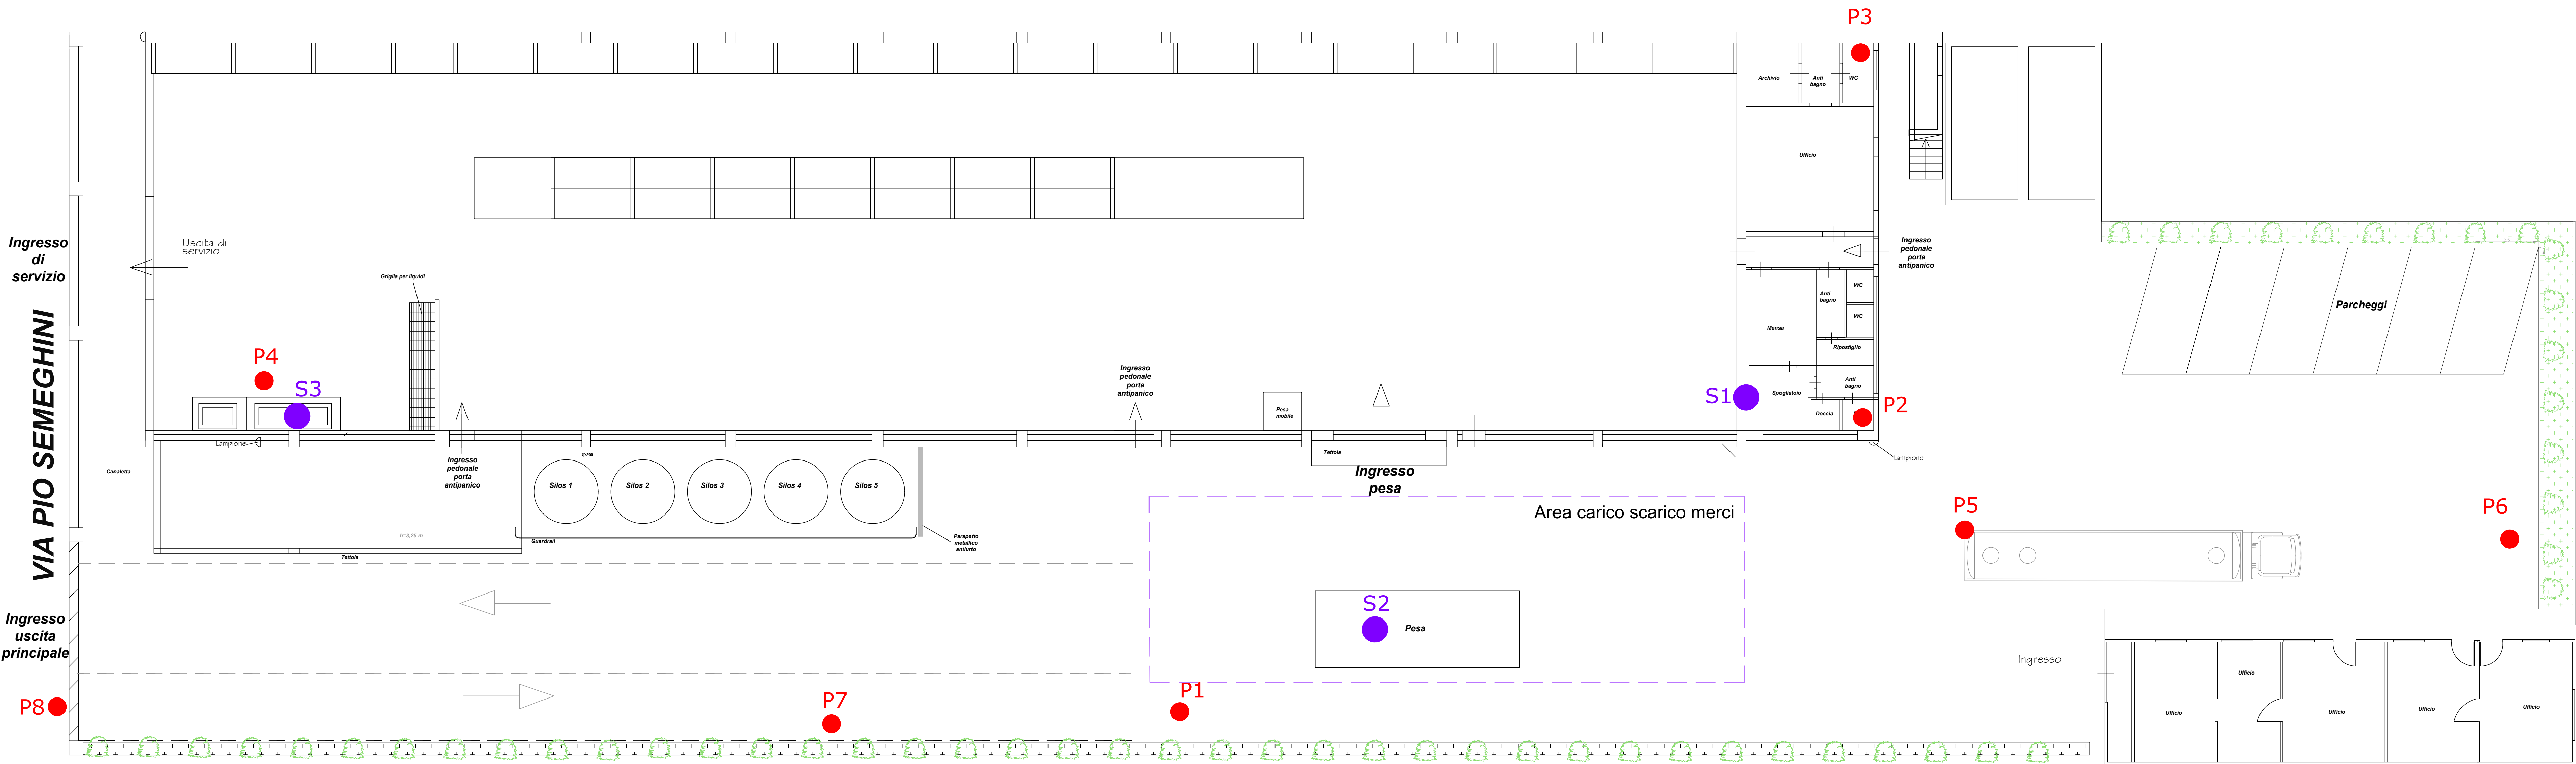 P3
Archivio
Anti
bagno
WC
Ufficio
Ingresso
di
servizio
Uscita di
servizio
Griglia per liquidi
Ingresso
pedonale
porta
antipanico
Anti
bagno
WC
WC
Parcheggi
VIA PIO SEMEGHINI
Mensa
Ripostiglio
P4
S3
Ingresso
pedonale
porta
antipanico
Pesa
mobile
S1
Spogliatoio
Anti
bagno
Doccia
P2
Lampione
Canaletta
Ingresso
pedonale
porta
antipanico
Tettoia
Ingresso
pesa
Lampione
Silos 1
Silos 2
Silos 3
Silos 4
Silos 5
Area carico scarico merci
P5
P6
h=3,25 m
Guardrail
Parapetto
metallico
antiurto
Tettoia
S2
Pesa
Ingresso
uscita
principale
Ingresso
P8
P7
P1
Ufficio
Ufficio
Ufficio
Ufficio
Ufficio